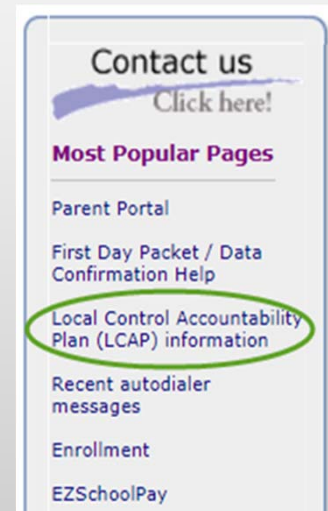 Contact us
Click here!
Most Popular Pages
Parent Portal
First Day Packet / Data
Confirmation Help
Local Control Accountability
Plan (LCAP) information
Recent autodialer
messages
Enrollment
EZSchoolPay